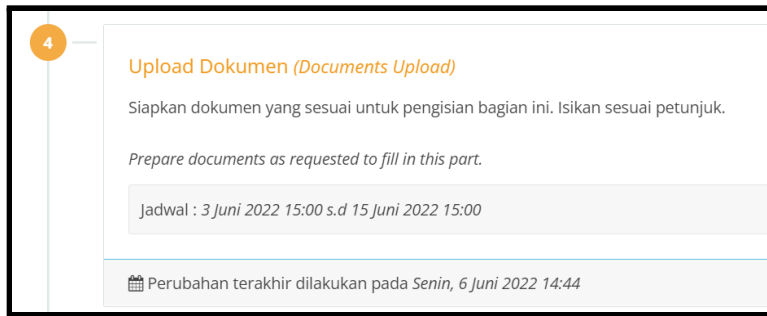 4
Upload Dokumen (Documents Upload)
Siapkan dokumen yang sesuai untuk pengisian bagian ini. Isikan sesuai petunjuk.
Prepare documents as requested to fill in this part.
Jadwal : 3 Juni 2022 15:00 s.d 15 Juni 2022 15:00
Perubahan terakhir dilakukan pada Senin, 6 Juni 2022 14:44